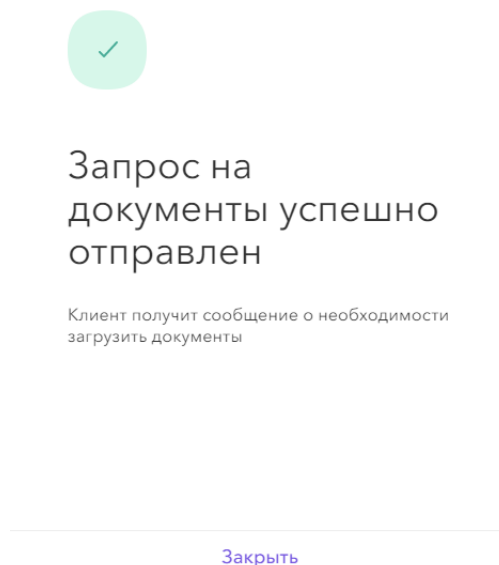 Запрос на
документы успешно
отправлен
Клиент получит сообщение о необходимости
загрузить документы
Закрыть